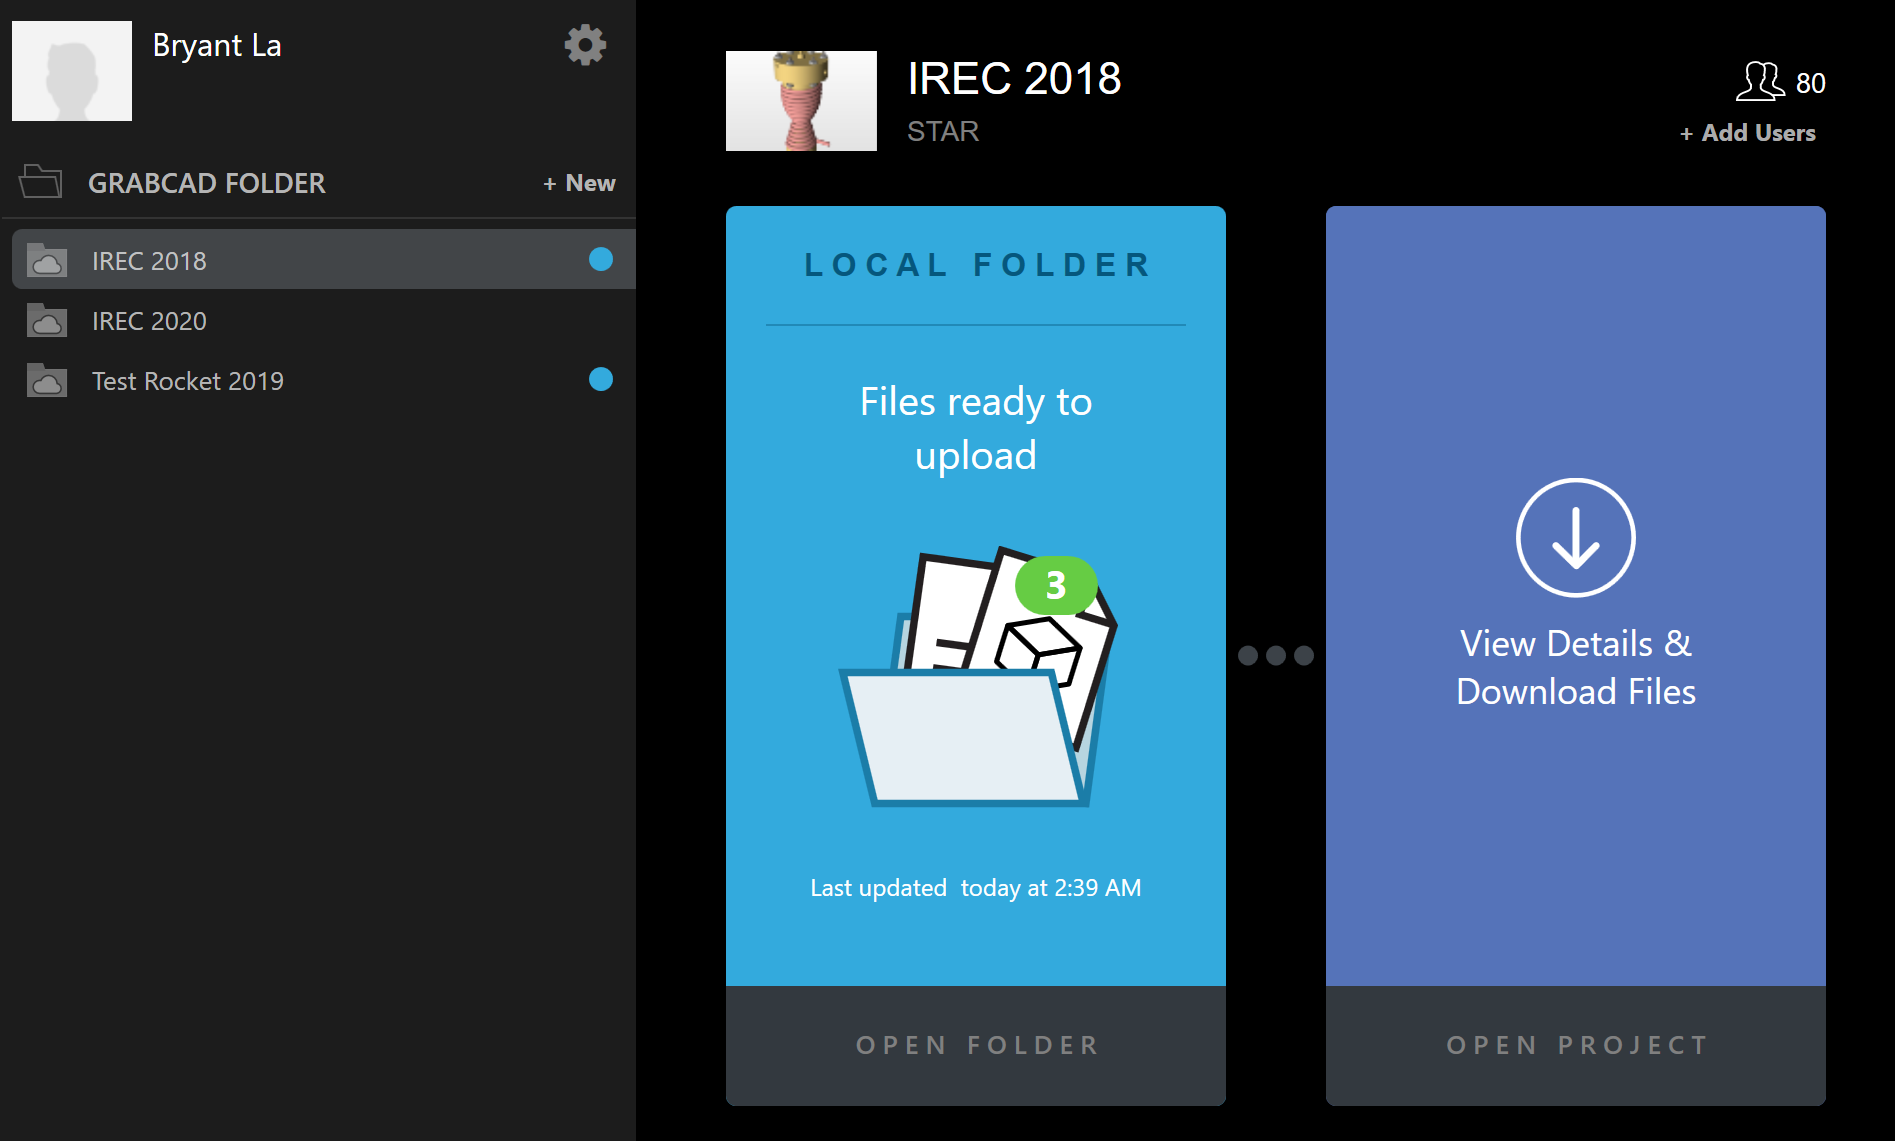 Bryant La
GRABCAD FOLDER
+ New
IREC 2018
IREC 2020
Test Rocket 2019
IREC 2018
STAR
80
+ Add Users
LOCAL FOLDER
Files ready to
upload
3
Last updated today at 2:39 AM
OPEN FOLDER
View Details &
Download Files
OPEN PROJECT